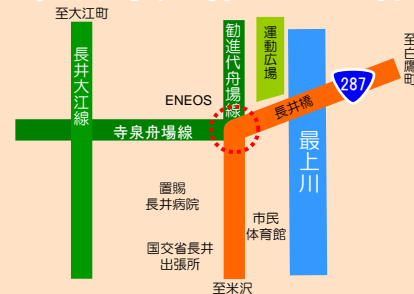 至大江町
長井大江線
勧進代舟場線
運動広場
至白鷹町
ENEOS
287
長井橋
寺泉舟場線
最上川
置賜
長井病院
市民
体育館
国交省長井
出張所
至米沢